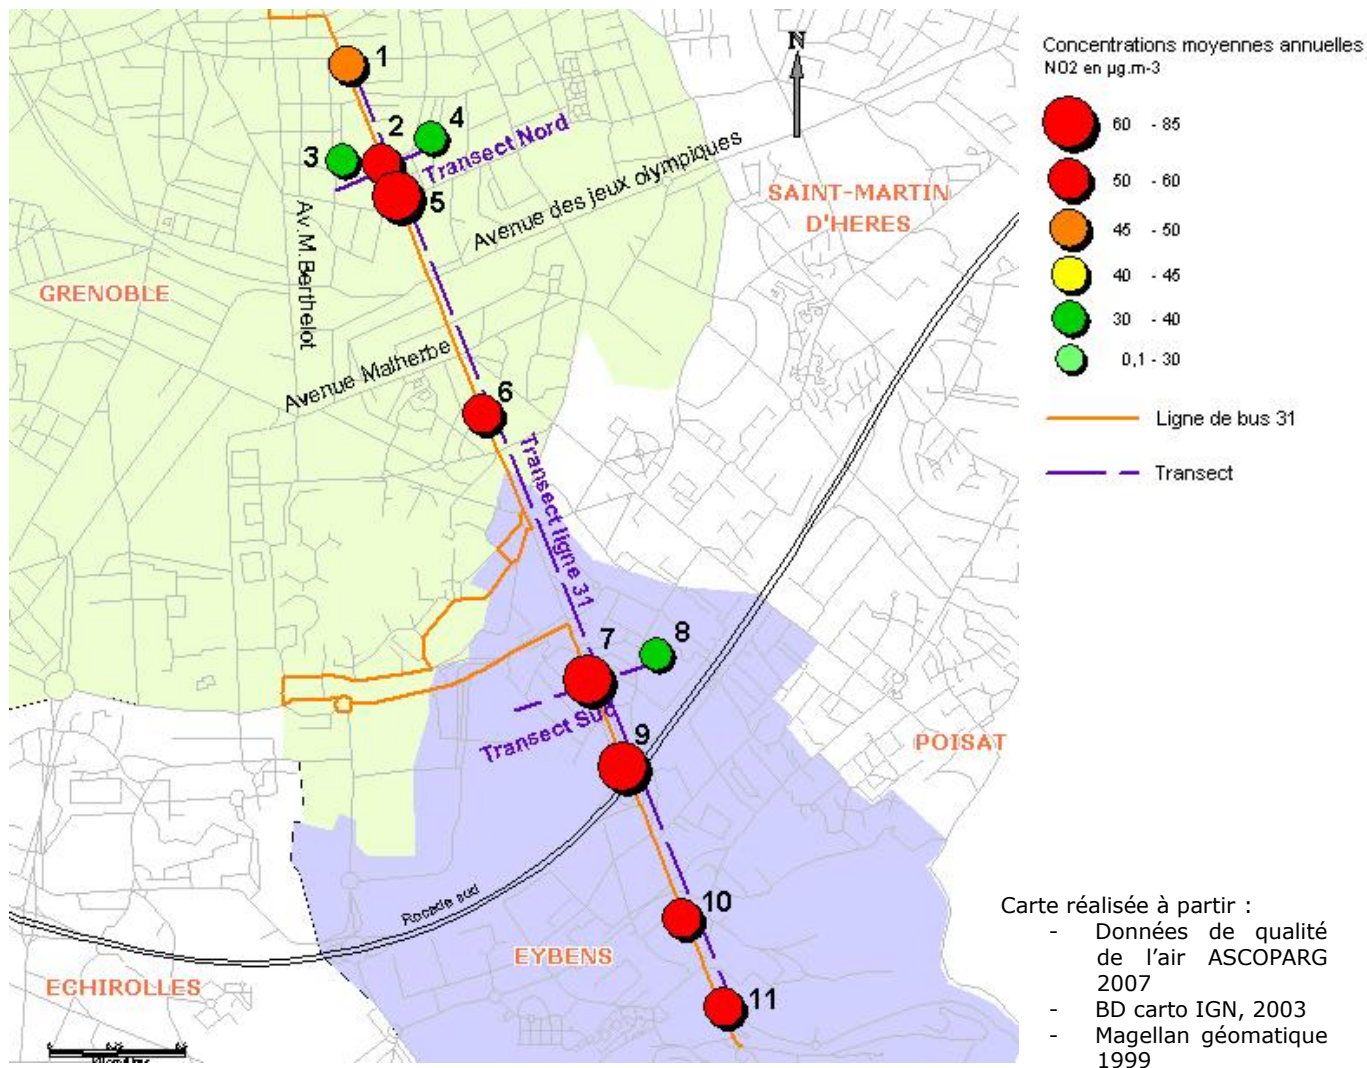 N
1
2
4
3
Transect Nord
5
Avenue des jeux olympiques
SAINT-MARTIN
D'HERES
Av.M.Berthelot
GRENOBLE
Avenue Malherbe
6
Transect ligne 31
7
8
Transect Sud
9
POISAT
Rocade sud
10
EYBENS
ECHIROLLES
11
Concentrations moyennes annuelles
NO2 en µg.m-3
60 - 85
50 - 60
45 - 50
40 - 45
30 - 40
0,1 - 30
Ligne de bus 31
Transect
Carte réalisée à partir :
- Données de qualité
de l'air ASCOPARG
2007
- BD carto IGN, 2003
- Magellan géomatique
1999